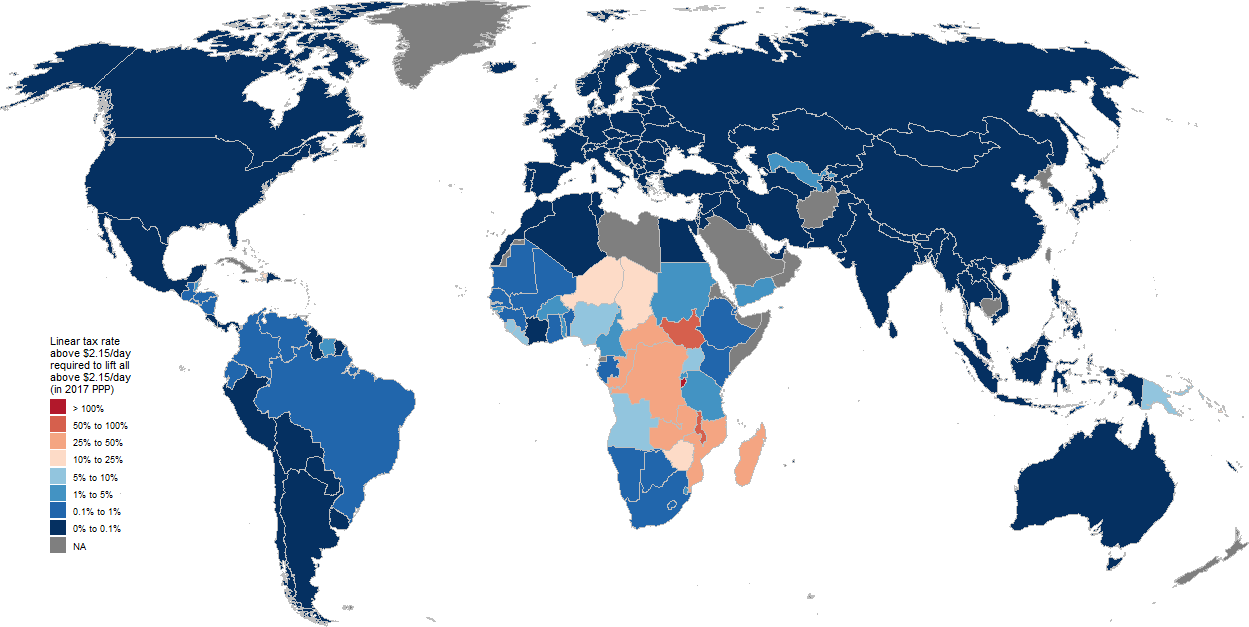 Linear tax rate
above $2.15/day
required to lift all
above $2.15/day
(in 2017 PPP)
> 100%
50% to 100%
25% to 50%
10% to 25%
5% to 10%
1% to 5%
0.1% to 1%
0% to 0.1%
NA